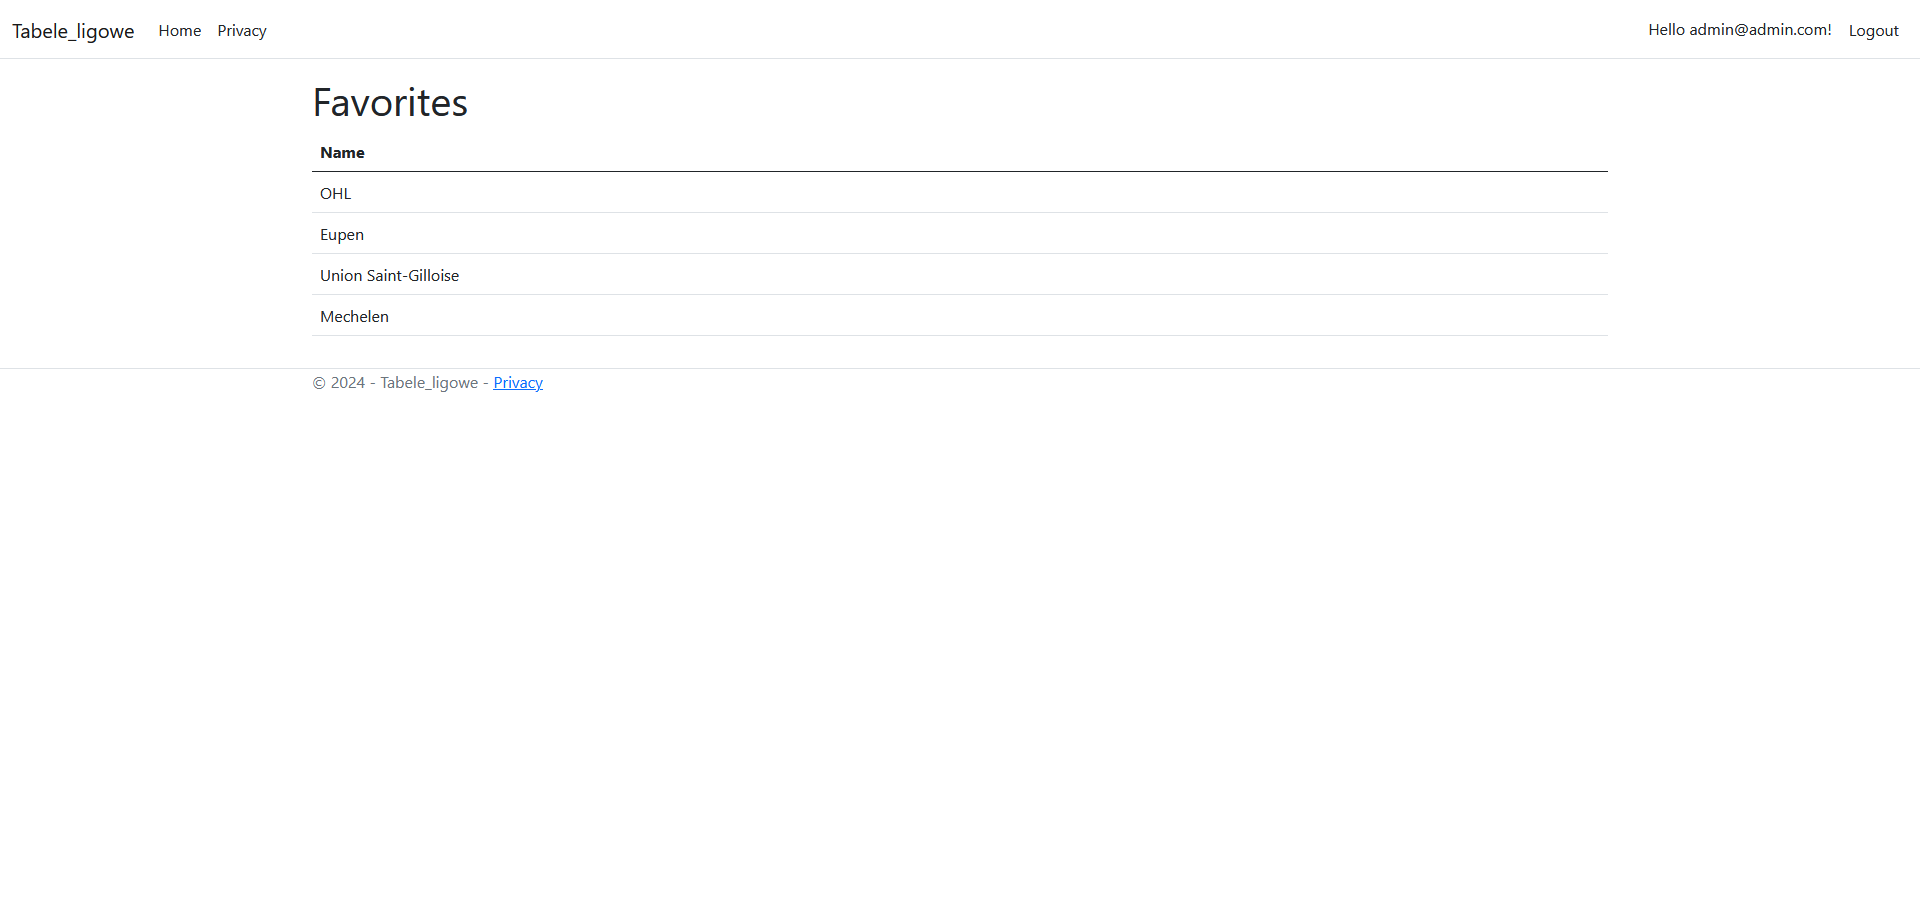 Tabele_ligowe Home Privacy Hello admin@admin.com! Logout
Favorites
Name
OHL
Eupen
Union Saint-Gilloise
Mechelen
© 2024 - Tabele_ligowe - Privacy